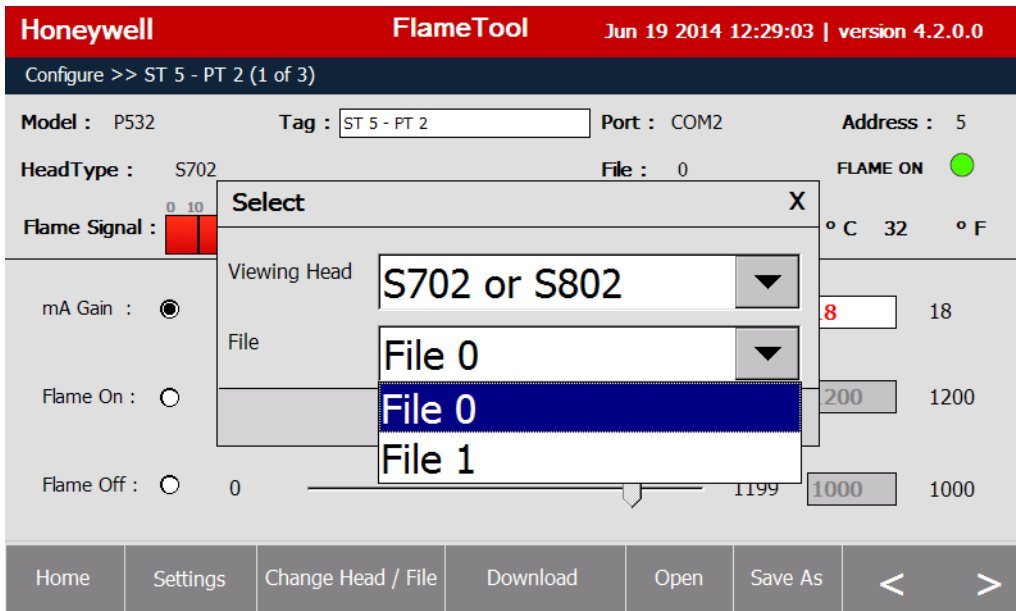 Honeywell FlameTool Jun 19 2014 12:29:03 | version 4.2.0.0
Configure >> ST 5 - PT 2 (1 of 3)
Model : P532 Tag : ST 5 - PT 2 Port : COM2 Address : 5
HeadType : S702 File : 0 FLAME ON
0 10
Flame Signal : º C 32 º F
Select X
Viewing Head S702 or S802
mA Gain : 18
File File 0
File 0
Flame On : 1200
File 1
Flame Off : 0 1199 1000 1000
Home Settings Change Head / File Download Open Save As < >